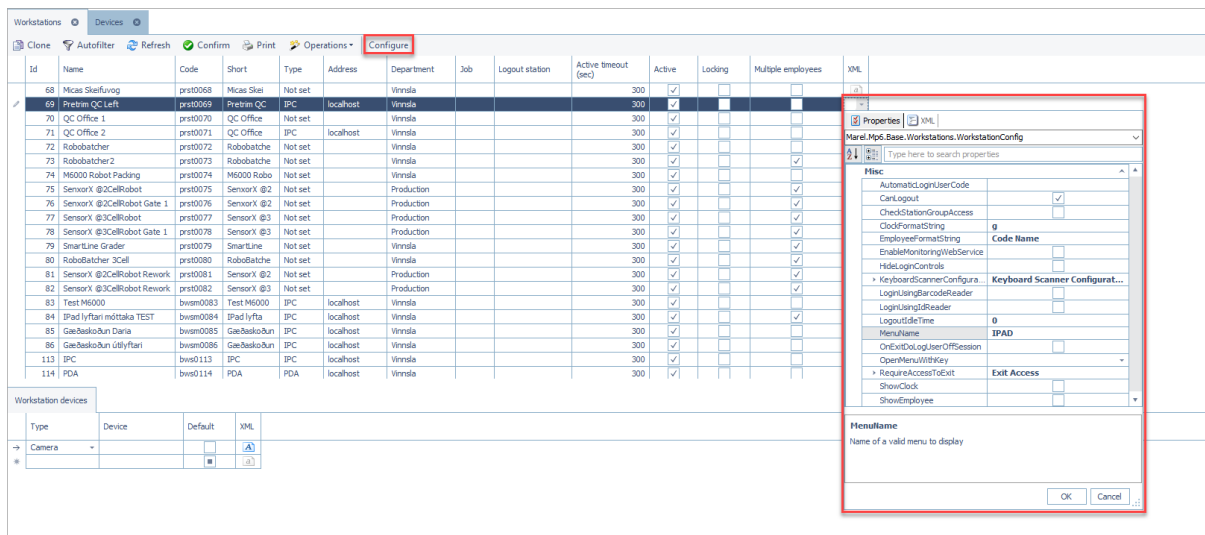 Workstations Devices
Clone Autofilter Refresh Confirm Print Operations Configure
Id Name Code Short Type Address Department Job Logout station Active timeout (sec) Active Locking Multiple employees XML
68 Micas Skeifuvog prst0068 Micas Skei Not set Vinnsla 300
69 Pretrim QC Left prst0069 Pretrim QC IPC localhost Vinnsla 300
70 QC Office 1 prst0070 QC Office Not set Vinnsla 300
71 QC Office 2 prst0071 QC Office IPC localhost Vinnsla 300
72 Robobatcher prst0072 Robobatche Not set Vinnsla 300
73 Robobatcher2 prst0073 Robobatche Not set Vinnsla 300
74 M6000 Robot Packing prst0074 M6000 Robo Not set Vinnsla 300
75 SensorX @2CellRobot prst0075 SenxorX @2 Not set Production 300
76 SenxorX @2CellRobot Gate 1 prst0076 SenxorX @2 Not set Production 300
77 SensorX @3CellRobot prst0077 SensorX @3 Not set Production 300
78 SensorX @3CellRobot Gate 1 prst0078 SensorX @3 Not set Production 300
79 SmartLine Grader prst0079 SmartLine Not set Vinnsla 300
80 RoboBatcher 3Cell prst0080 RoboBatche Not set Vinnsla 300
81 SensorX @2CellRobot Rework prst0081 SensorX @2 Not set Production 300
82 SensorX @3CellRobot Rework prst0082 SensorX @3 Not set Production 300
83 Test M6000 bwsm0083 Test M6000 IPC localhost Vinnsla 300
84 IPad lyftari móttaka TEST bwsm0084 IPad lyfta IPC localhost Vinnsla 300
85 Gæðaskoðun Daria bwsm0085 Gæðaskoðun IPC localhost Vinnsla 300
86 Gæðaskoðun útilyftari bwsm0086 Gæðaskoðun IPC localhost Vinnsla 300
113 IPC bws0113 IPC IPC localhost Vinnsla 300
114 PDA bws0114 PDA PDA localhost Vinnsla 300
Properties XML
Marel.Mp6.Base.Workstations.WorkstationConfig
Type here to search properties
Misc
AutomaticLoginUserCode
CanLogout
CheckStationGroupAccess
ClockFormatString g
EmployeeFormatString Code Name
EnableMonitoringWebService
HideLoginControls
KeyboardScannerConfigura... Keyboard Scanner Configurat...
LoginUsingBarcodeReader
LoginUsingIdReader
LogoutIdleTime 0
MenuName IPAD
OnExitDoLogUserOffSession
OpenMenuWithKey
RequireAccessToExit Exit Access
ShowClock
ShowEmployee
MenuName
Name of a valid menu to display
OK Cancel
Workstation devices
Type Device Default XML
Camera